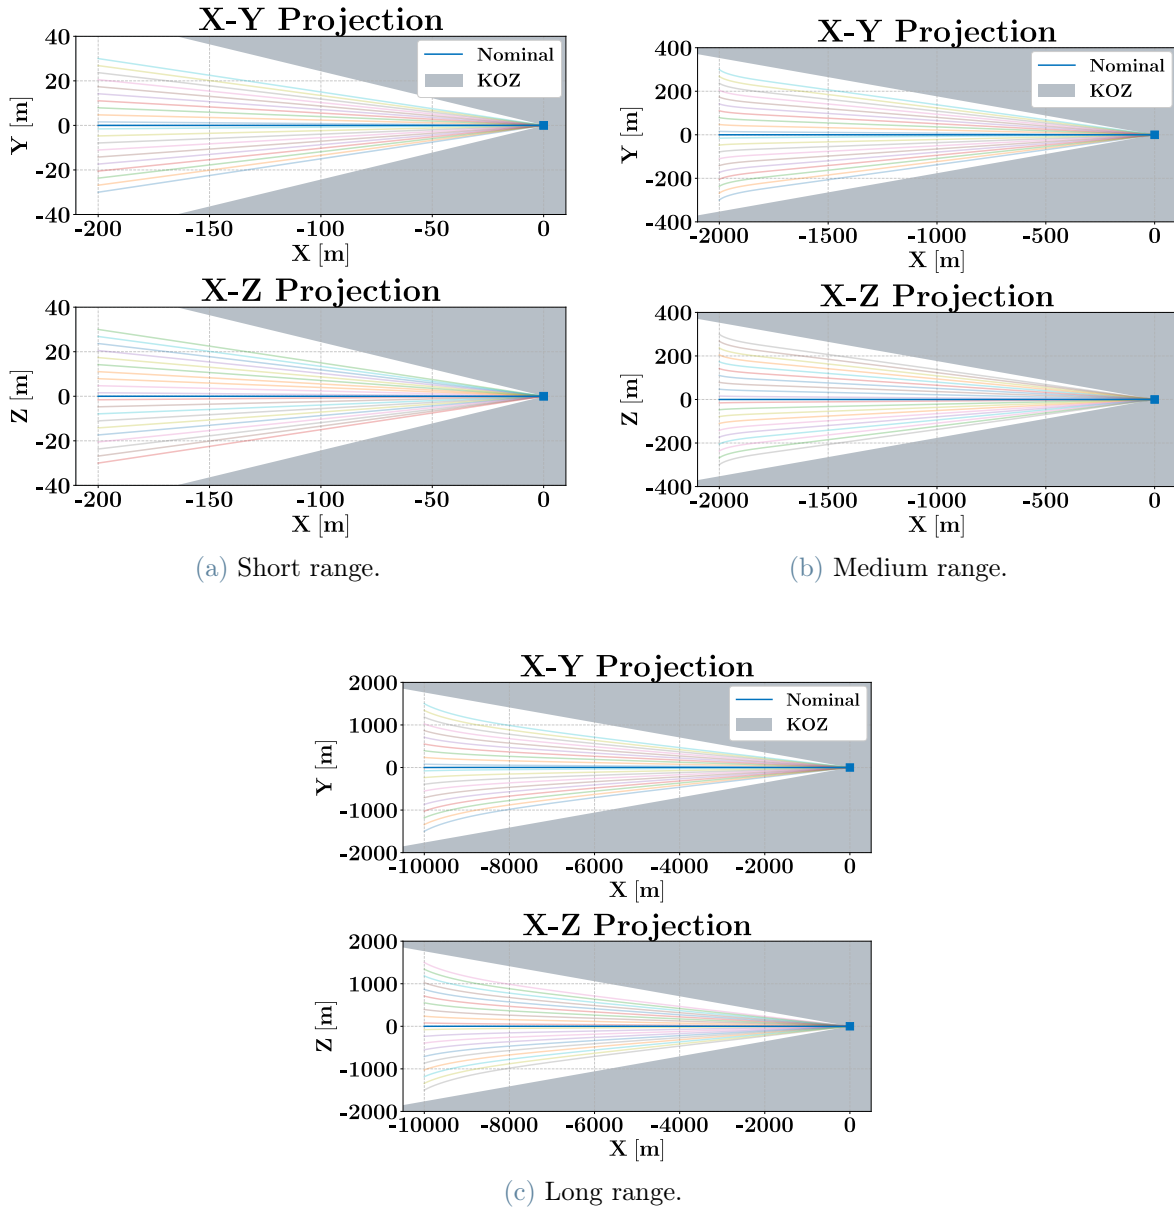 X-Y Projection
Nominal
KOZ
40
20
0
-20
-40
Y [m]
-200 -150 -100 -50 0
X [m]
X-Z Projection
40
20
0
-20
-40
Z [m]
-200 -150 -100 -50 0
X [m]
(a) Short range.
X-Y Projection
Nominal
KOZ
400
200
0
-200
-400
Y [m]
-2000 -1500 -1000 -500 0
X [m]
X-Z Projection
400
200
0
-200
-400
Z [m]
-2000 -1500 -1000 -500 0
X [m]
(b) Medium range.
X-Y Projection
Nominal
KOZ
2000
1000
0
-1000
-2000
Y [m]
-10000 -8000 -6000 -4000 -2000 0
X [m]
X-Z Projection
2000
1000
0
-1000
-2000
Z [m]
-10000 -8000 -6000 -4000 -2000 0
X [m]
(c) Long range.